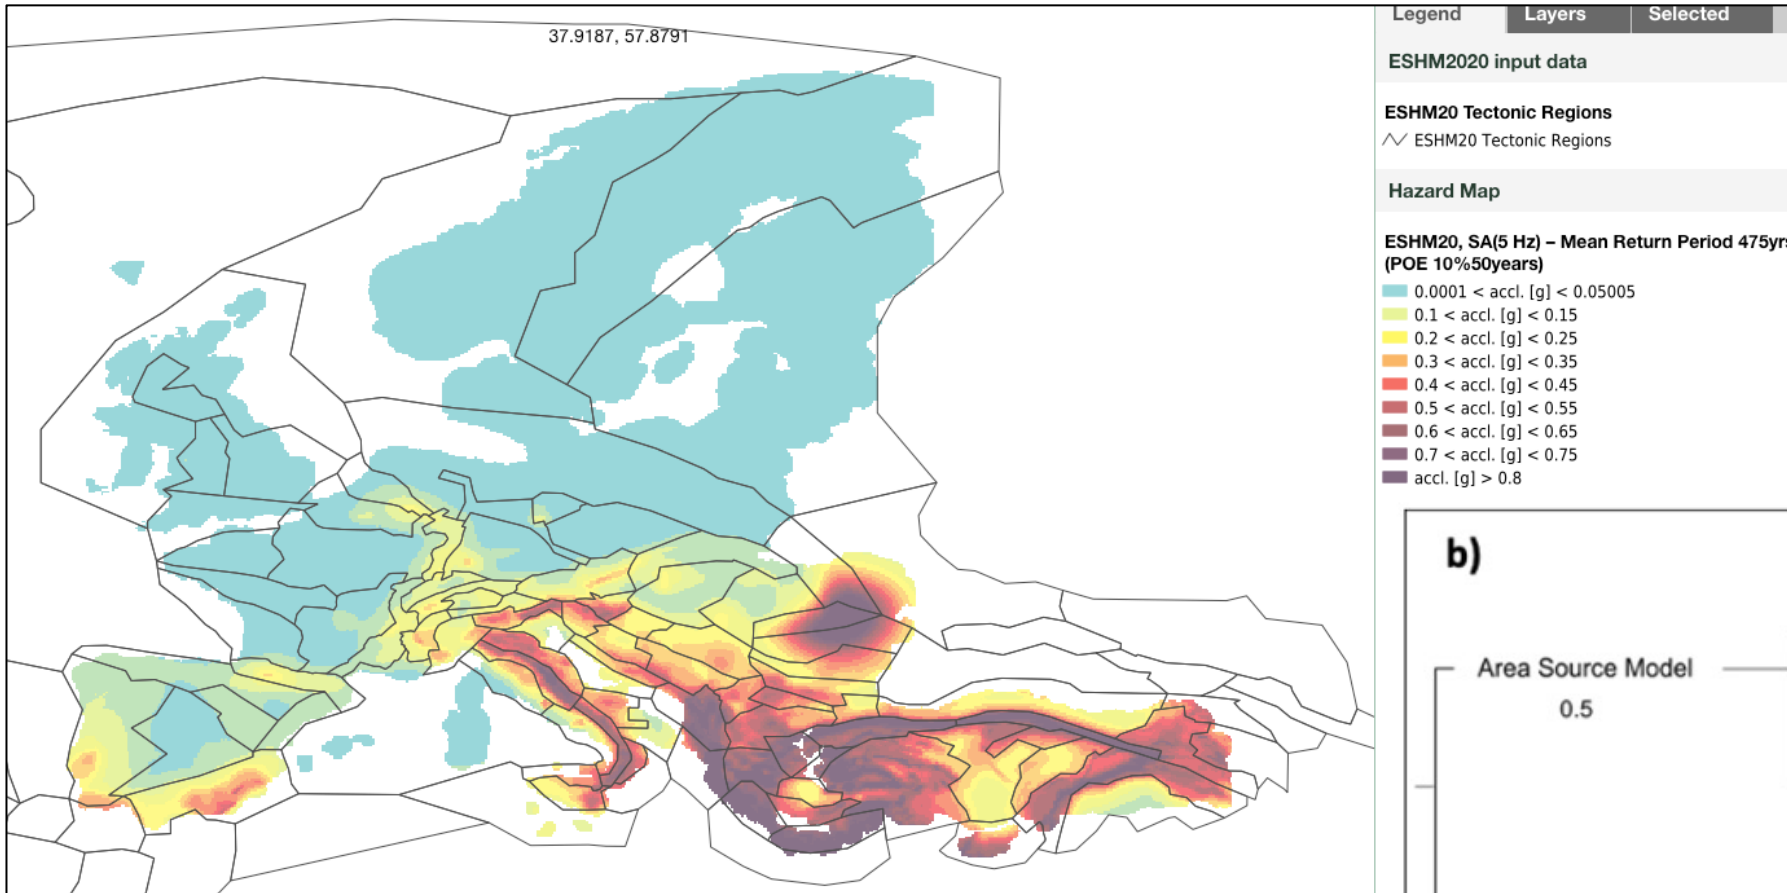 37.9187, 57.8791
Legend
Layers
Selected
ESHM2020 input data
ESHM20 Tectonic Regions
ESHM20 Tectonic Regions
Hazard Map
ESHM20, SA(5 Hz) – Mean Return Period 475yrs
(POE 10%50years)
0.0001 < accl. [g] < 0.05005
0.1 < accl. [g] < 0.15
0.2 < accl. [g] < 0.25
0.3 < accl. [g] < 0.35
0.4 < accl. [g] < 0.45
0.5 < accl. [g] < 0.55
0.6 < accl. [g] < 0.65
0.7 < accl. [g] < 0.75
accl. [g] > 0.8
b)
Area Source Model
0.5